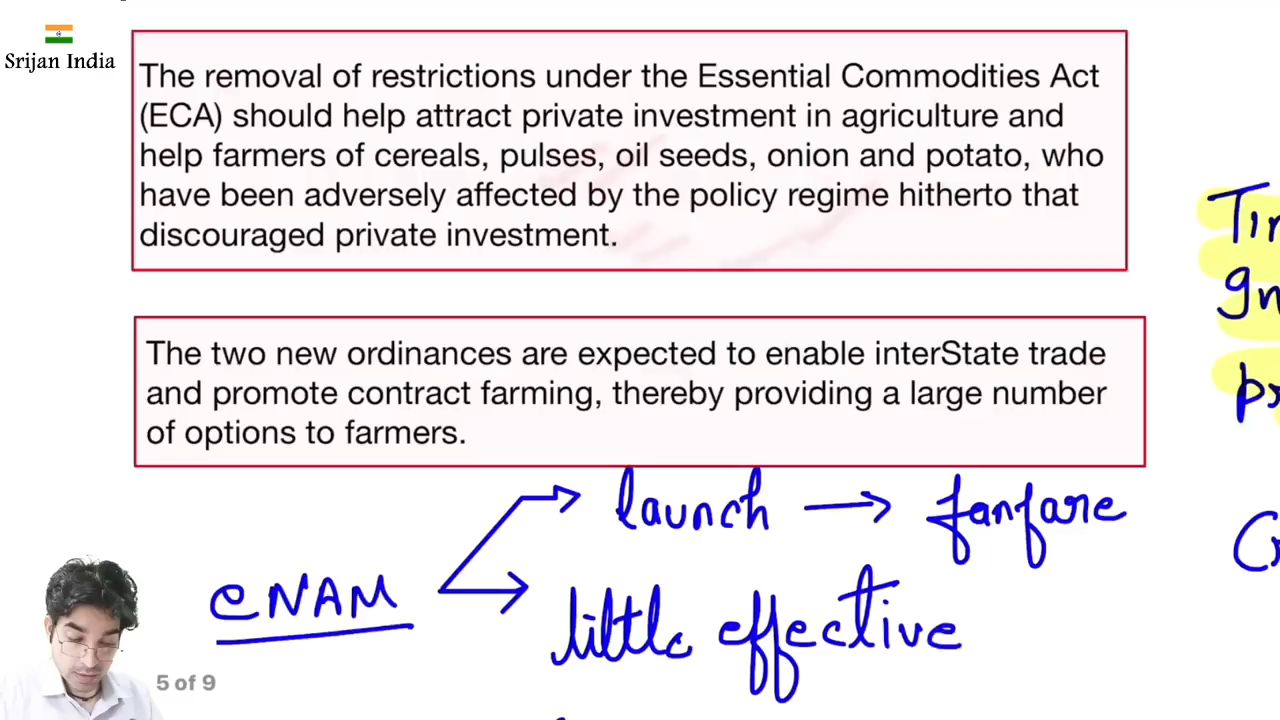 Srijan India
The removal of restrictions under the Essential Commodities Act
(ECA) should help attract private investment in agriculture and
help farmers of cereals, pulses, oil seeds, onion and potato, who
have been adversely affected by the policy regime hitherto that
discouraged private investment.
The two new ordinances are expected to enable interState trade
and promote contract farming, thereby providing a large number
of options to farmers.
launch → fanfare
eNAM
little effective
5 of 9